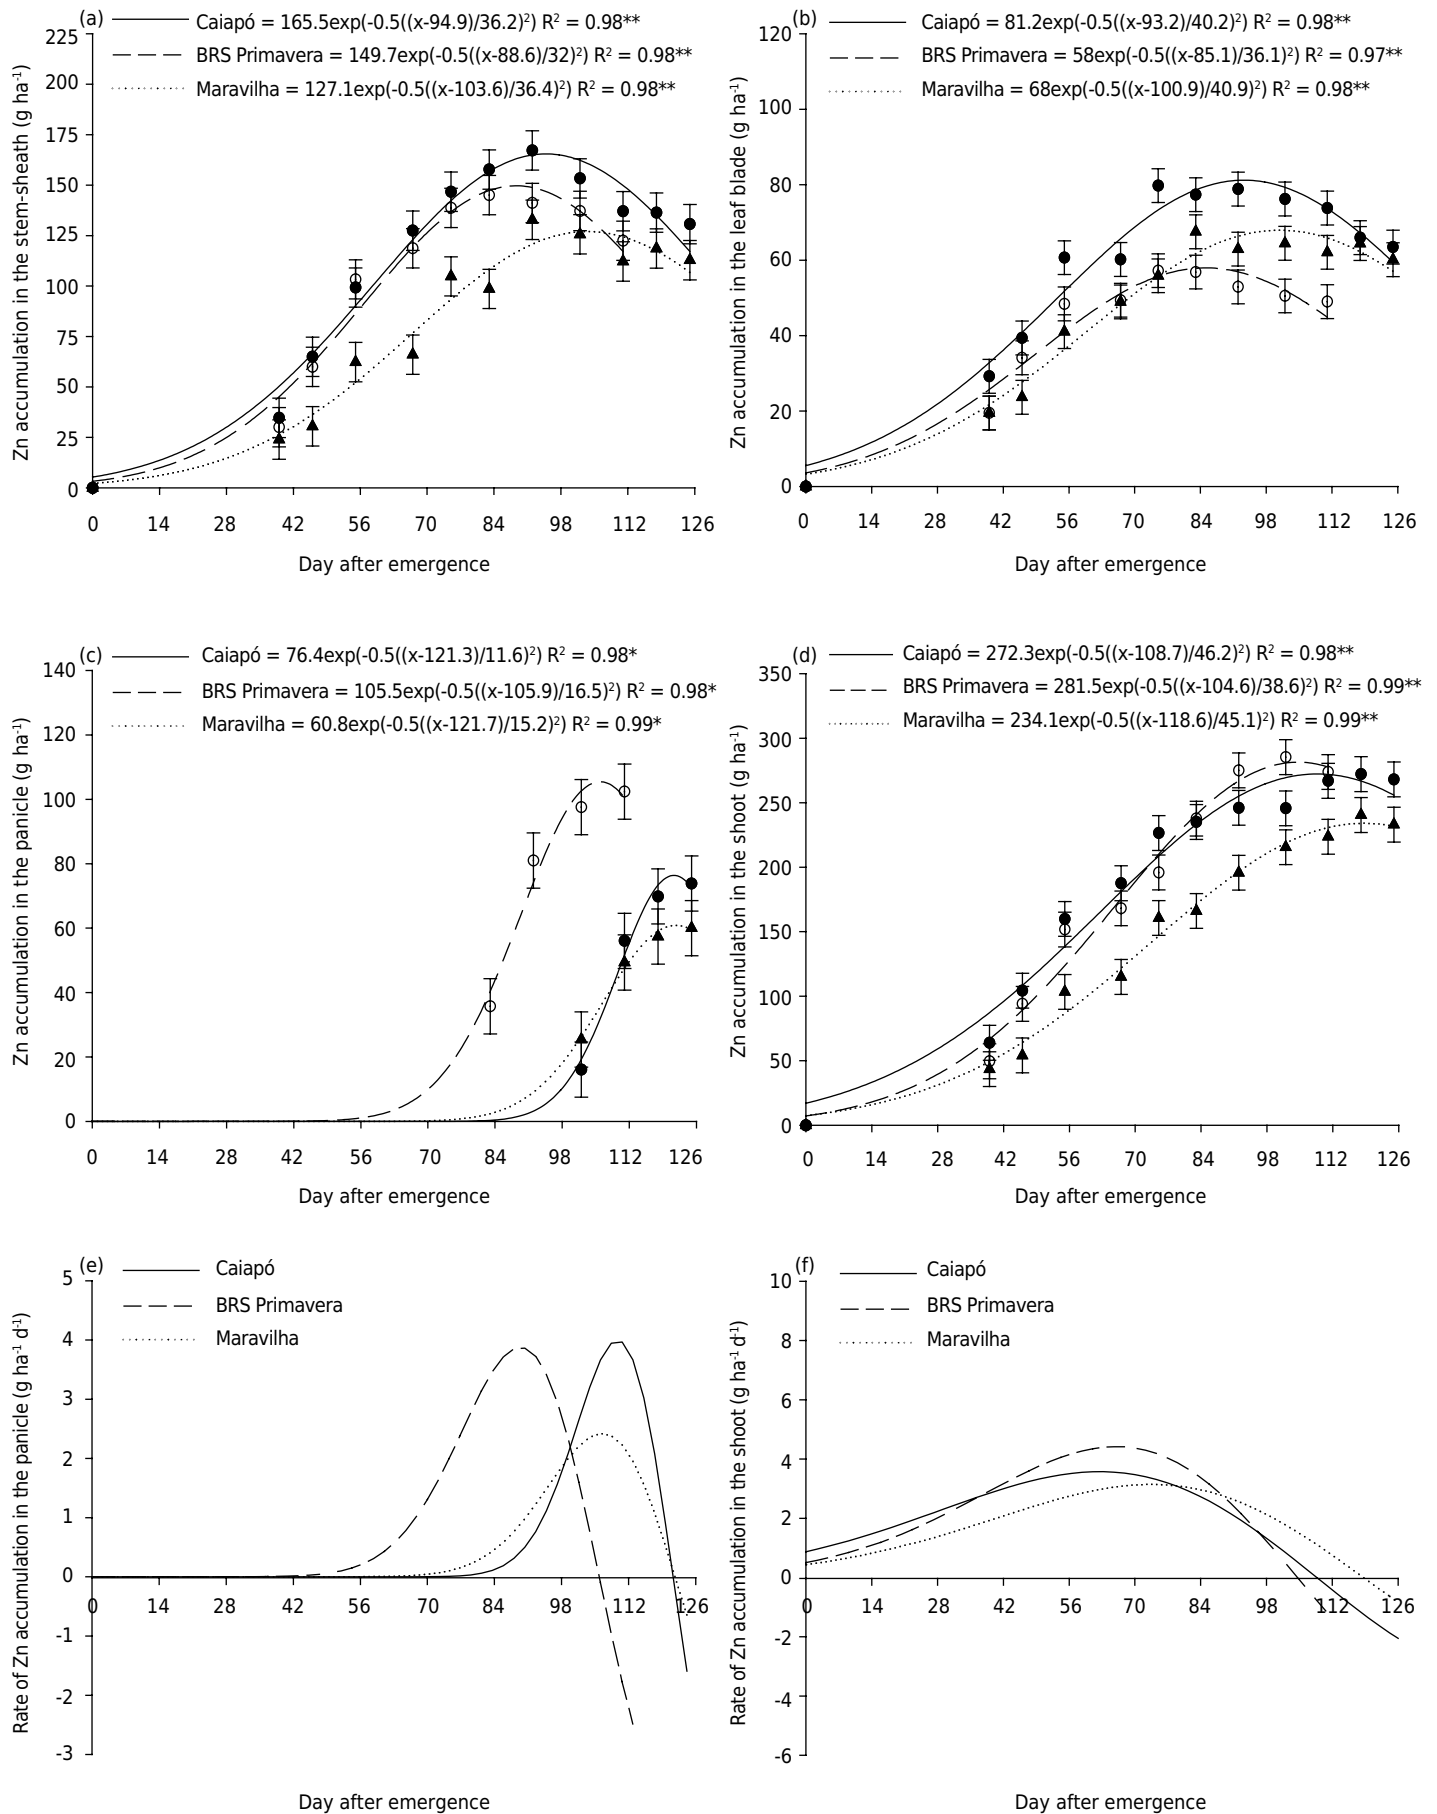 (a)
Caiapó = 165.5exp(-0.5((x-94.9)/36.2)²) R² = 0.98**
BRS Primavera = 149.7exp(-0.5((x-88.6)/32)²) R² = 0.98**
Maravilha = 127.1exp(-0.5((x-103.6)/36.4)²) R² = 0.98**
Zn accumulation in the stem-sheath (g ha⁻¹)
225
200
175
150
125
100
75
50
25
0
0 14 28 42 56 70 84 98 112 126
Day after emergence
(b)
Caiapó = 81.2exp(-0.5((x-93.2)/40.2)²) R² = 0.98**
BRS Primavera = 58exp(-0.5((x-85.1)/36.1)²) R² = 0.97**
Maravilha = 68exp(-0.5((x-100.9)/40.9)²) R² = 0.98**
Zn accumulation in the leaf blade (g ha⁻¹)
120
100
80
60
40
20
0
0 14 28 42 56 70 84 98 112 126
Day after emergence
(c)
Caiapó = 76.4exp(-0.5((x-121.3)/11.6)²) R² = 0.98*
BRS Primavera = 105.5exp(-0.5((x-105.9)/16.5)²) R² = 0.98*
Maravilha = 60.8exp(-0.5((x-121.7)/15.2)²) R² = 0.99*
Zn accumulation in the panicle (g ha⁻¹)
140
120
100
80
60
40
20
0
0 14 28 42 56 70 84 98 112 126
Day after emergence
(d)
Caiapó = 272.3exp(-0.5((x-108.7)/46.2)²) R² = 0.98**
BRS Primavera = 281.5exp(-0.5((x-104.6)/38.6)²) R² = 0.99**
Maravilha = 234.1exp(-0.5((x-118.6)/45.1)²) R² = 0.99**
Zn accumulation in the shoot (g ha⁻¹)
350
300
250
200
150
100
50
0
0 14 28 42 56 70 84 98 112 126
Day after emergence
(e)
Caiapó
BRS Primavera
Maravilha
Rate of Zn accumulation in the panicle (g ha⁻¹ d⁻¹)
5
4
3
2
1
0
-1
-2
-3
0 14 28 42 56 70 84 98 112 126
Day after emergence
(f)
Caiapó
BRS Primavera
Maravilha
Rate of Zn accumulation in the shoot (g ha⁻¹ d⁻¹)
10
8
6
4
2
0
-2
-4
-6
0 14 28 42 56 70 84 98 112 126
Day after emergence